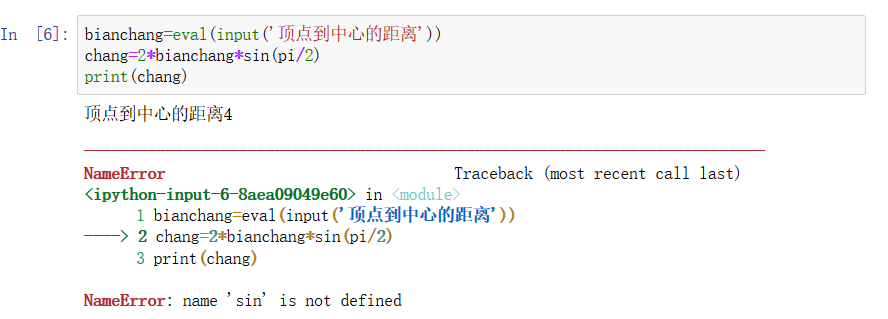 In [6]: bianchang=eval(input('顶点到中心的距离'))
chang=2*bianchang*sin(pi/2)
print(chang)
顶点到中心的距离4
---------------------------------------------------------------------------
NameError Traceback (most recent call last)
<ipython-input-6-8aea09049e60> in <module>
1 bianchang=eval(input('顶点到中心的距离'))
----> 2 chang=2*bianchang*sin(pi/2)
3 print(chang)
NameError: name 'sin' is not defined